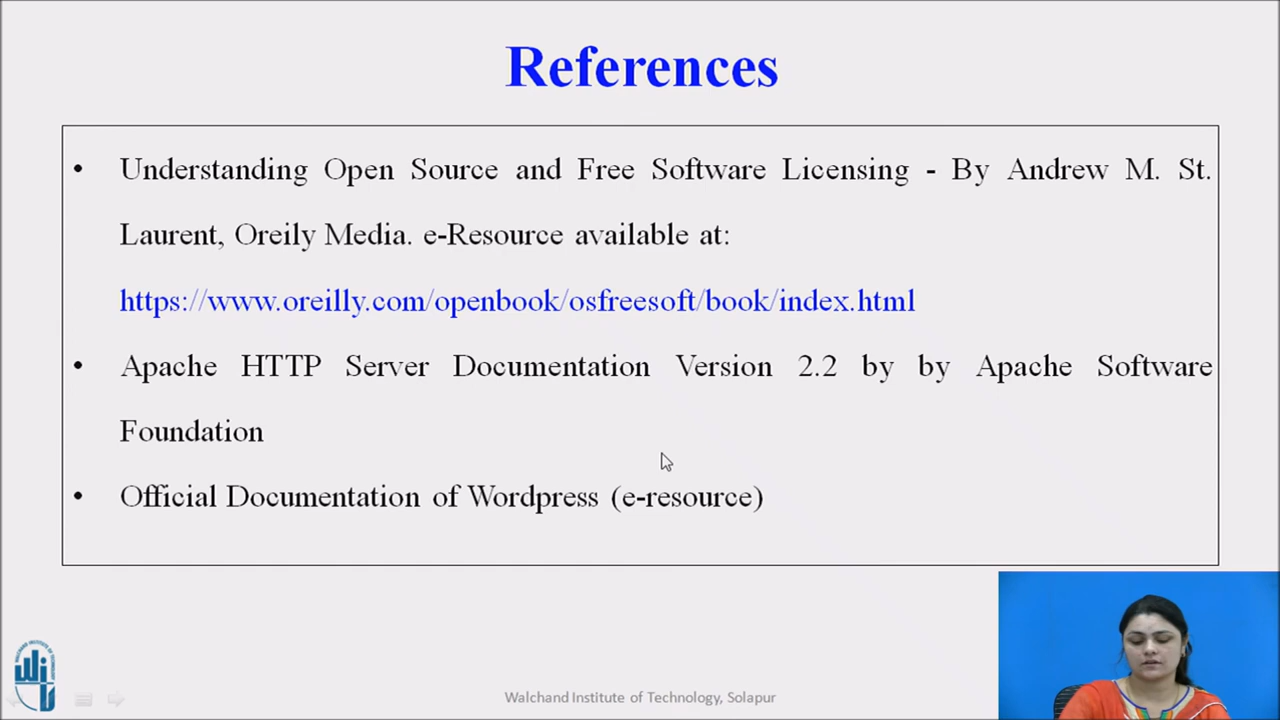 References
• Understanding Open Source and Free Software Licensing - By Andrew M. St.
Laurent, Oreily Media. e-Resource available at:
https://www.oreilly.com/openbook/osfreesoft/book/index.html
• Apache HTTP Server Documentation Version 2.2 by by Apache Software
Foundation
• Official Documentation of Wordpress (e-resource)
Walchand Institute of Technology, Solapur